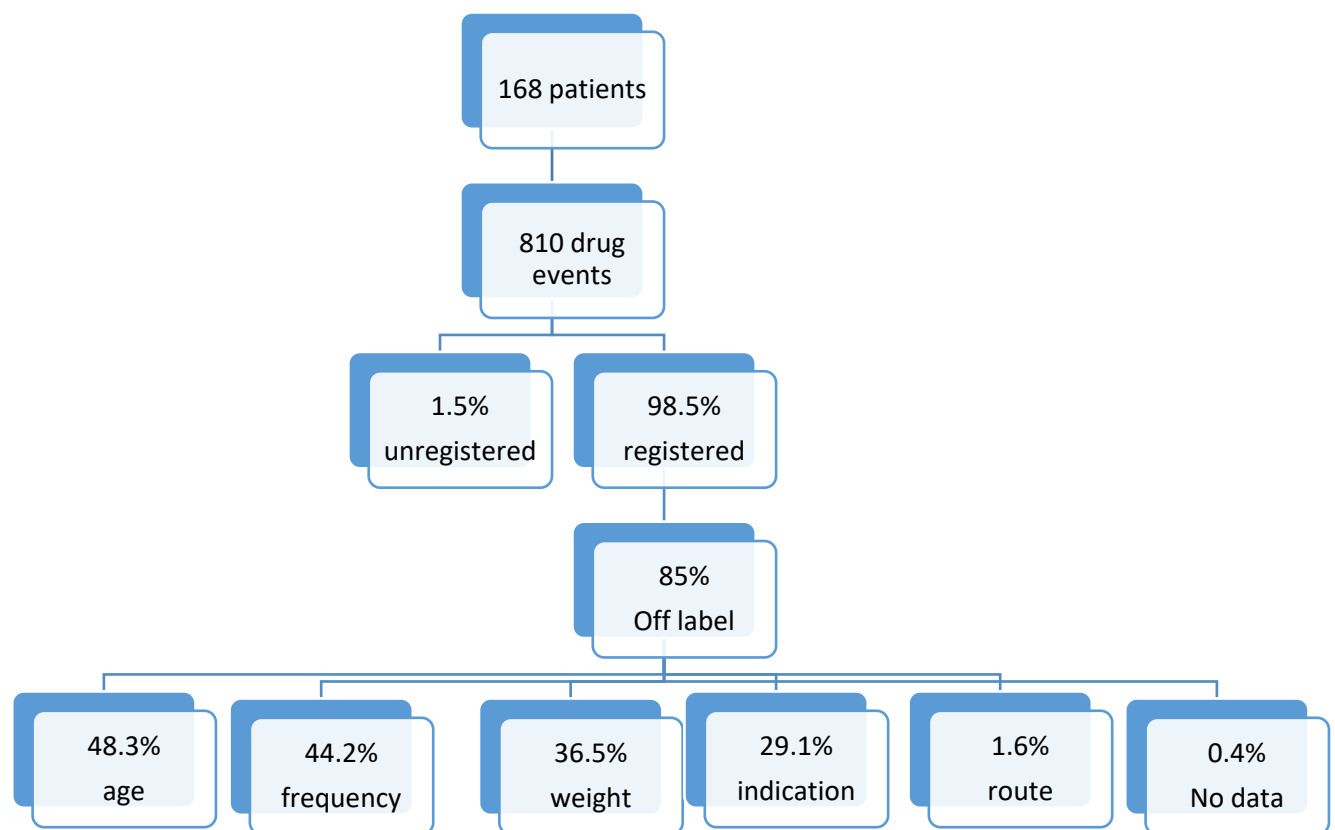 168 patients
810 drug
events
1.5%
unregistered
98.5%
registered
85%
Off label
48.3%
age
44.2%
frequency
36.5%
weight
29.1%
indication
1.6%
route
0.4%
No data